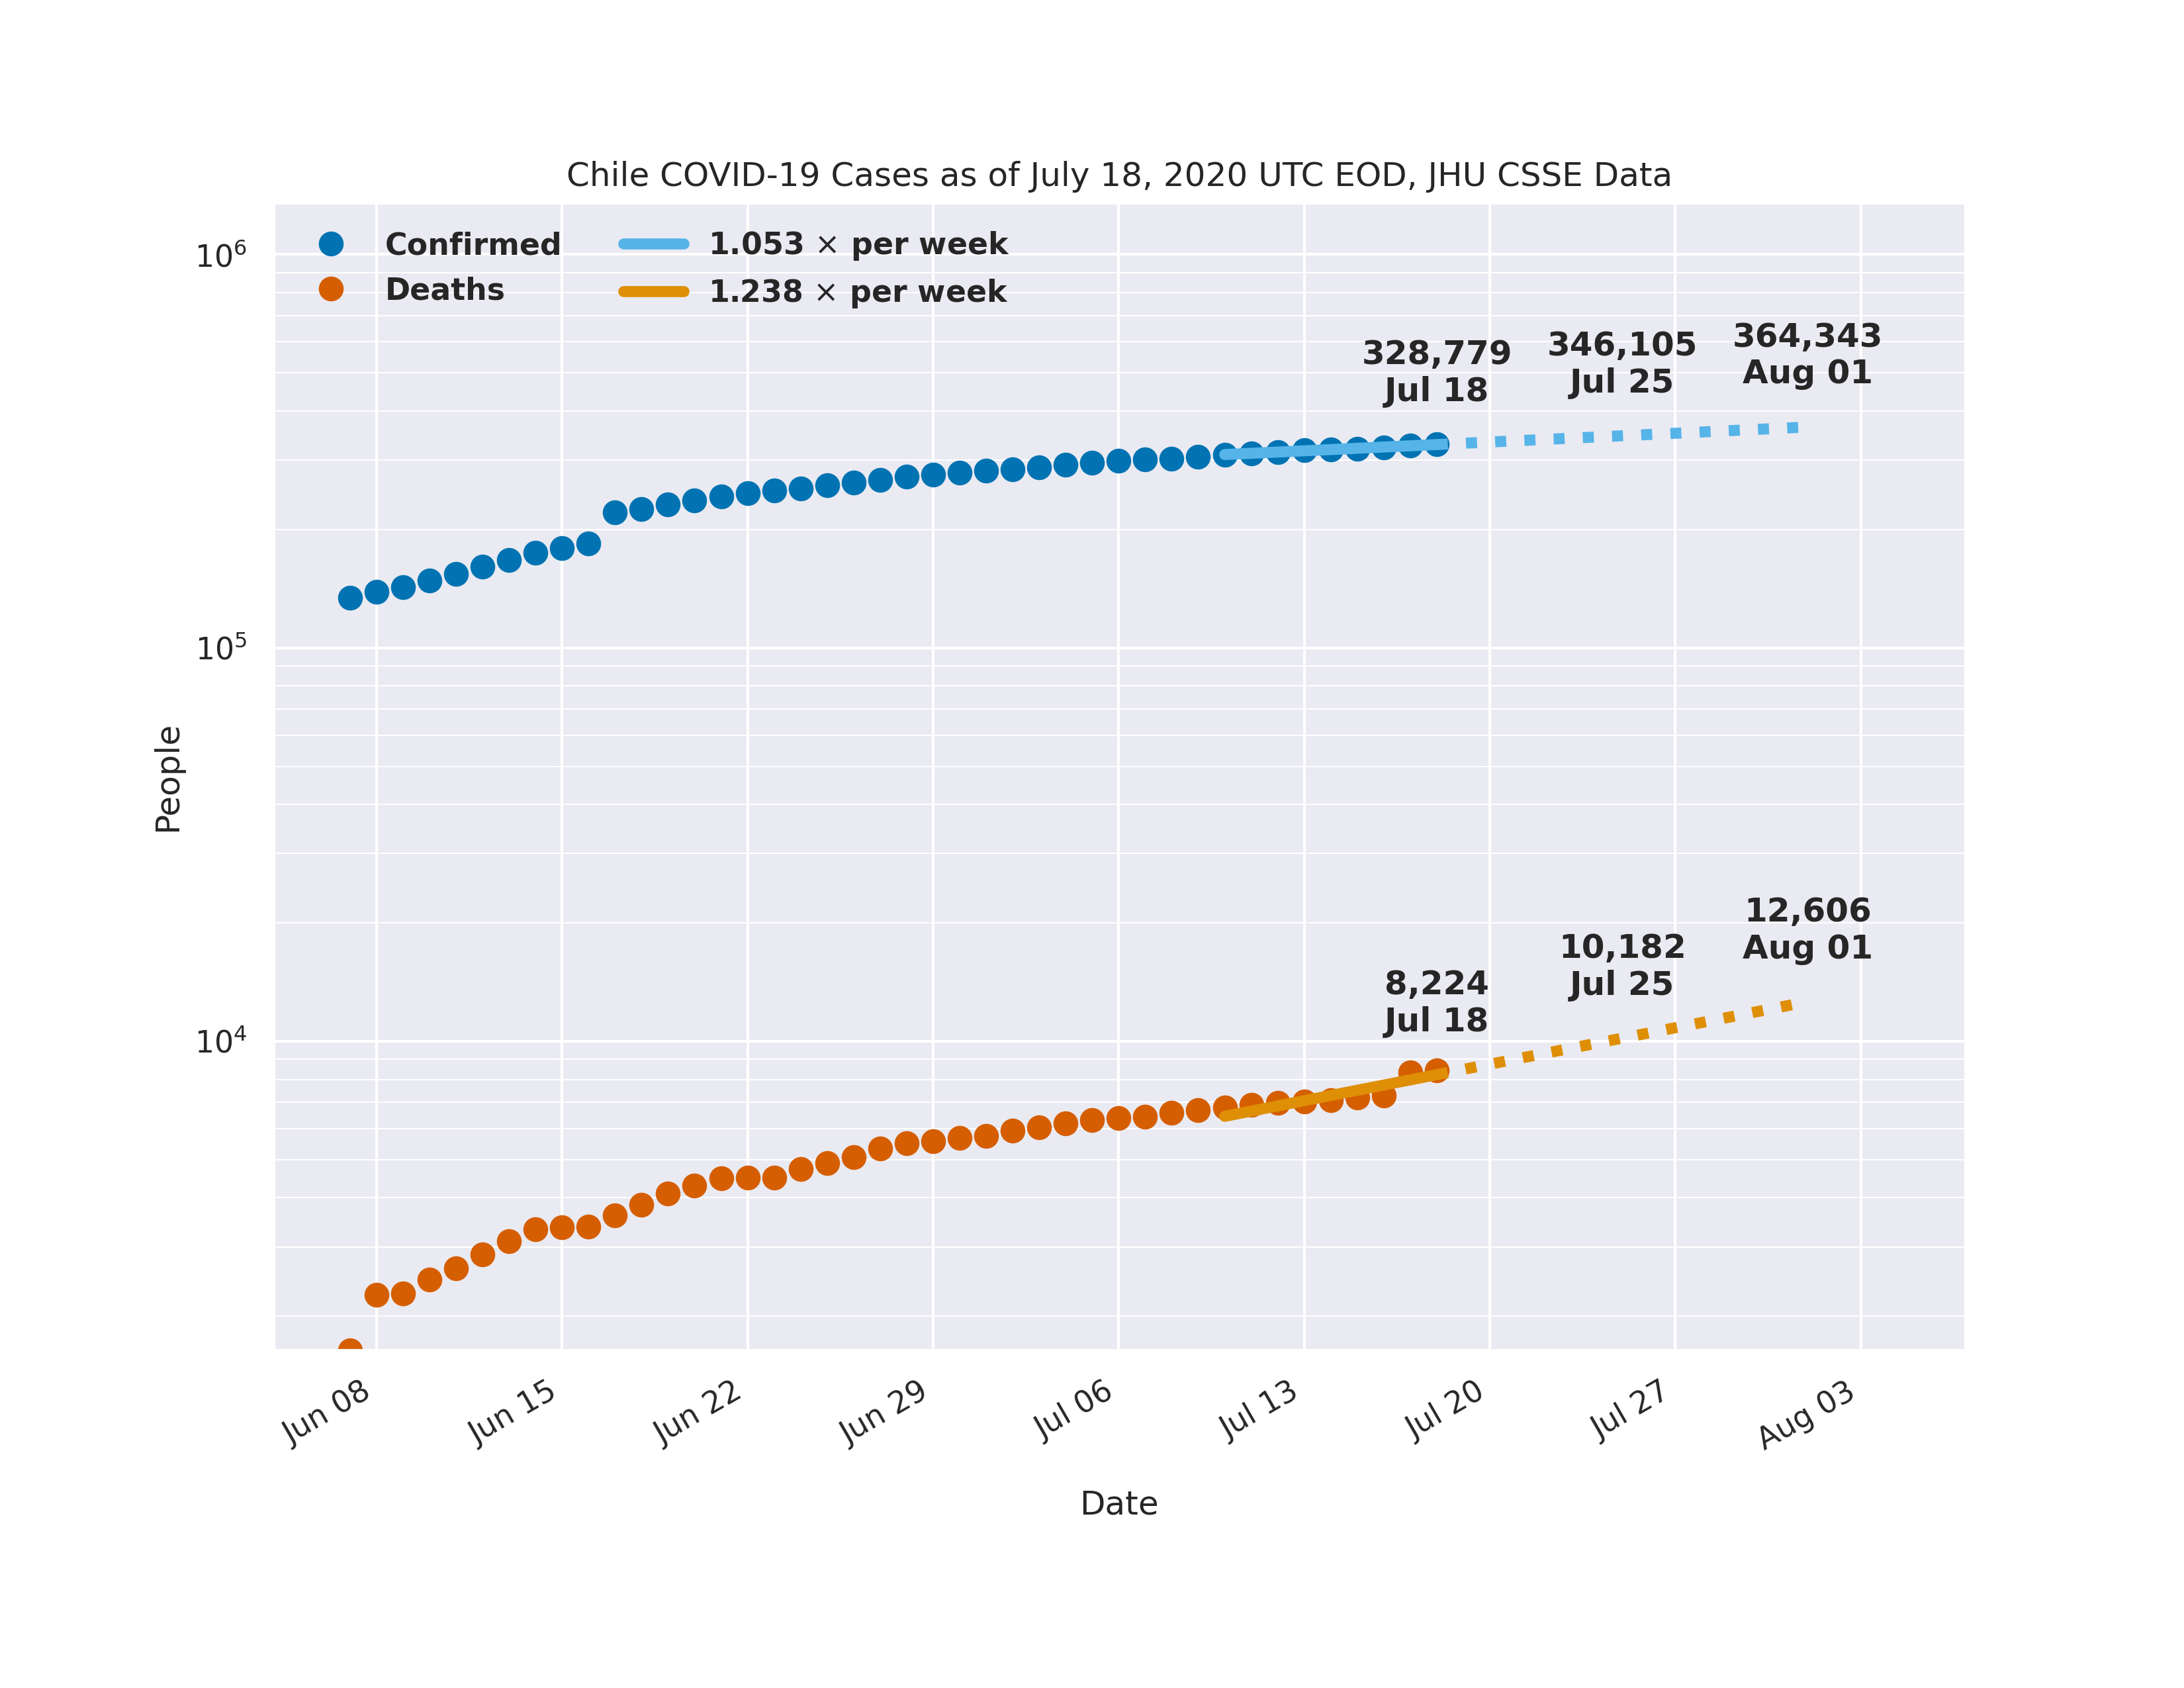 Chile COVID-19 Cases as of July 18, 2020 UTC EOD, JHU CSSE Data
Confirmed
Deaths
1.053 × per week
1.238 × per week
10⁶
10⁵
10⁴
People
328,779
Jul 18
346,105
Jul 25
364,343
Aug 01
8,224
Jul 18
10,182
Jul 25
12,606
Aug 01
Jun 08
Jun 15
Jun 22
Jun 29
Jul 06
Jul 13
Jul 20
Jul 27
Aug 03
Date